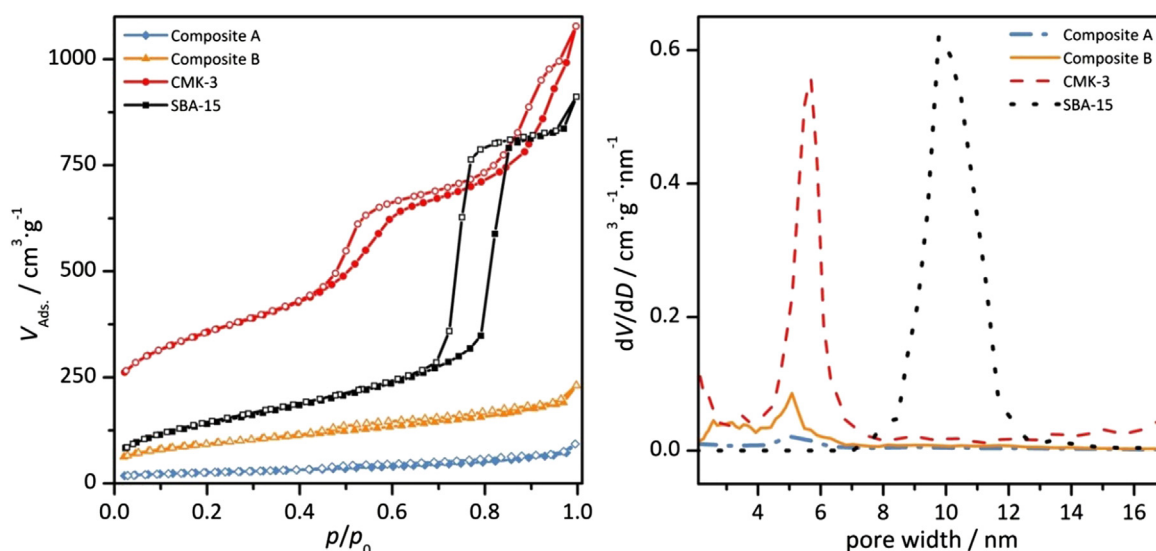 Composite A
Composite B
CMK-3
SBA-15
1000
750
500
250
0
V Ads. / cm³·g⁻¹
0.0 0.2 0.4 0.6 0.8 1.0
p/p₀
Composite A
Composite B
CMK-3
SBA-15
0.6
0.4
0.2
0.0
dV/dD / cm³·g⁻¹·nm⁻¹
4 6 8 10 12 14 16
pore width / nm